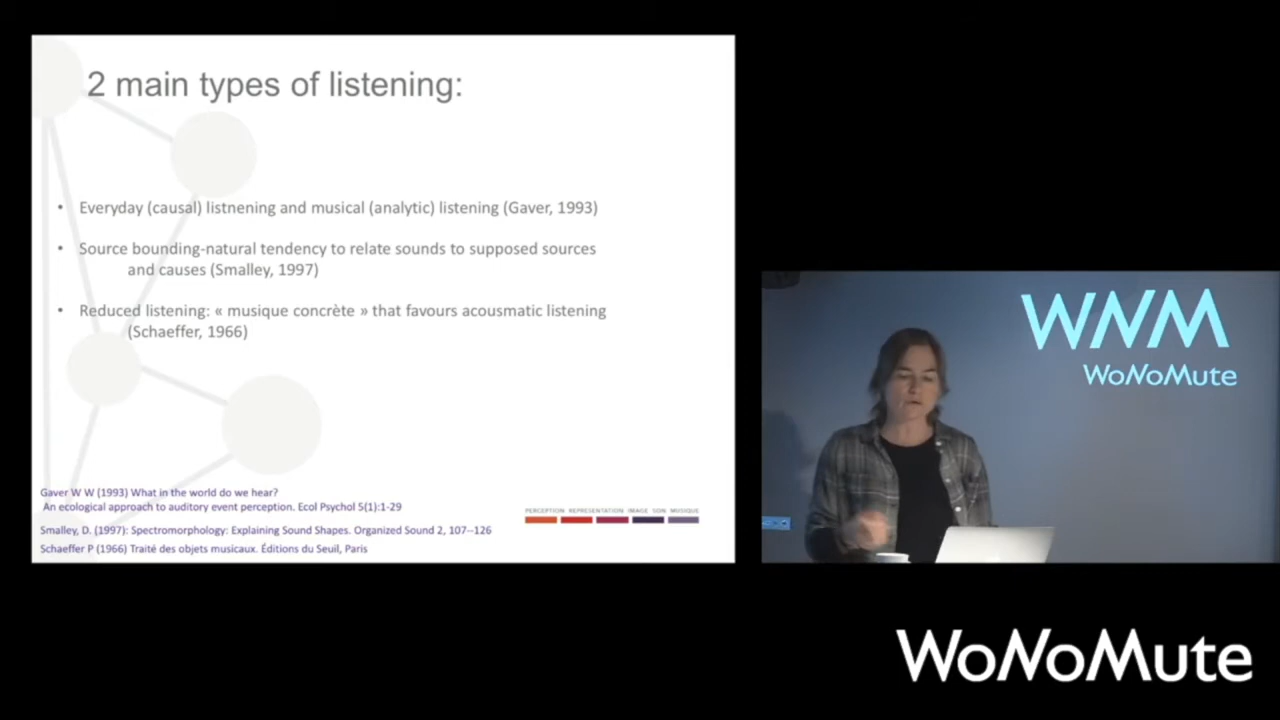 2 main types of listening:
• Everyday (causal) listnening and musical (analytic) listening (Gaver, 1993)
• Source bounding-natural tendency to relate sounds to supposed sources
and causes (Smalley, 1997)
• Reduced listening: « musique concrète » that favours acousmatic listening
(Schaeffer, 1966)
Gaver W W (1993) What in the world do we hear?
An ecological approach to auditory event perception. Ecol Psychol 5(1):1-29
Smalley, D. (1997): Spectromorphology: Explaining Sound Shapes. Organized Sound 2, 107--126
Schaeffer P (1966) Traité des objets musicaux. Éditions du Seuil, Paris
PERCEPTION REPRESENTATION IMAGE SON MUSIQUE
WNM
WoNoMute
WoNoMute